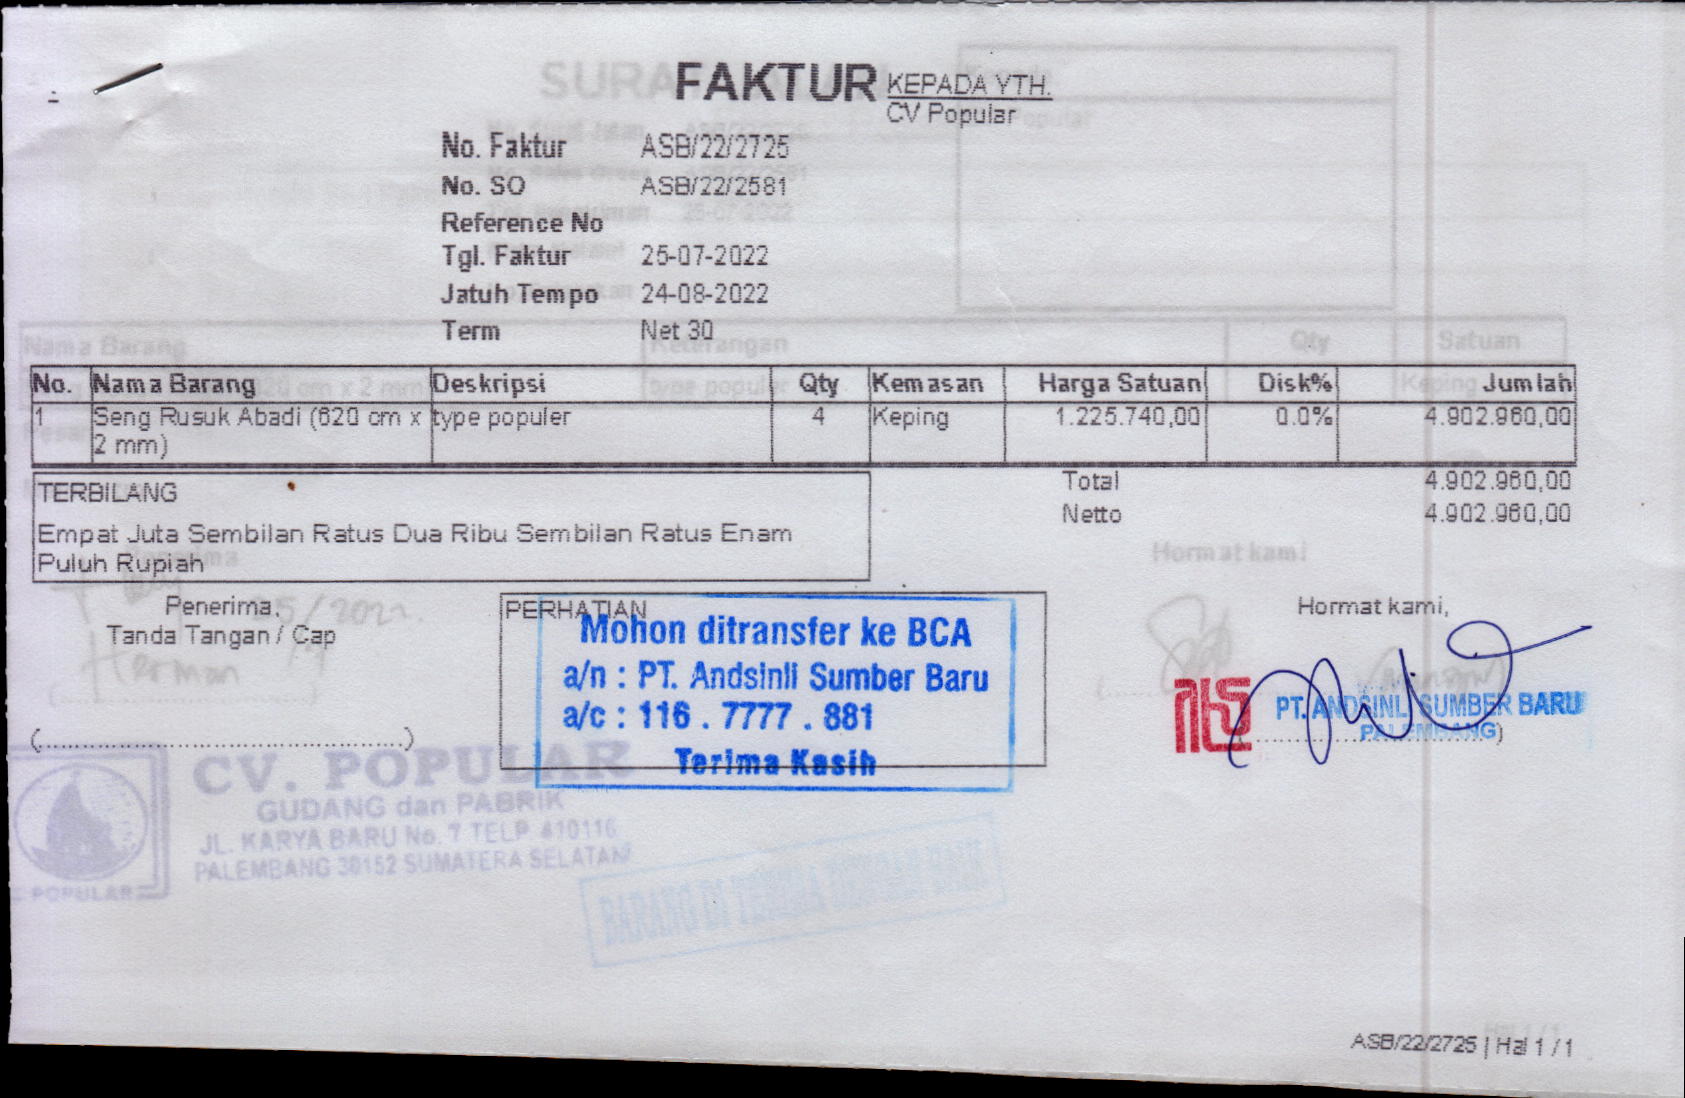 FAKTUR
KEPADA YTH.
CV Popular
No. Faktur ASB/22/2725
No. SO ASB/22/2581
Reference No
Tgl. Faktur 25-07-2022
Jatuh Tempo 24-08-2022
Term Net 30
No. Nama Barang Deskripsi Qty Kemasan Harga Satuan Disk% Jumlah
1 Seng Rusuk Abadi (620 cm x type populer 4 Keping 1.225.740,00 0.0% 4.902.960,00
2 mm)
Total 4.902.960,00
Netto 4.902.960,00
TERBILANG
Empat Juta Sembilan Ratus Dua Ribu Sembilan Ratus Enam
Puluh Rupiah
Penerima,
Tanda Tangan / Cap
(......................................................)
PERHATIAN
Mohon ditransfer ke BCA
a/n : PT. Andsinli Sumber Baru
a/c : 116 . 7777 . 881
Terima Kasih
Hormat kami,
PT. ANDSINLI SUMBER BARU
PALEMBANG
CV. POPULAR
GUDANG dan PABRIK
JL. KARYA BARU No. 7 TELP 410116
PALEMBANG 30152 SUMATERA SELATAN
POPULAR
BARANG DI TERIMA DENGAN BAIK
ASB/22/2725 | Hal 1 / 1